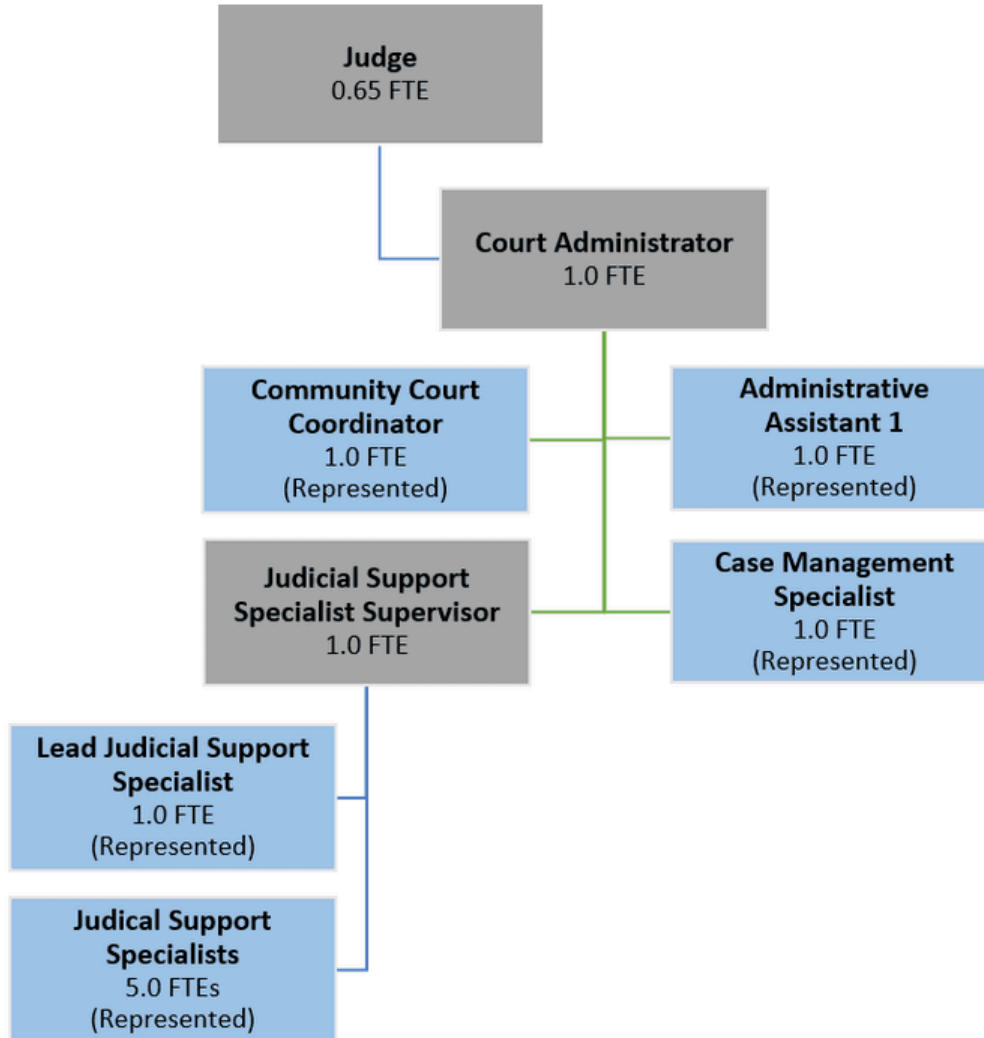 Judge
0.65 FTE
Court Administrator
1.0 FTE
Community Court
Coordinator
1.0 FTE
(Represented)
Administrative
Assistant 1
1.0 FTE
(Represented)
Judicial Support
Specialist Supervisor
1.0 FTE
Case Management
Specialist
1.0 FTE
(Represented)
Lead Judicial Support
Specialist
1.0 FTE
(Represented)
Judical Support
Specialists
5.0 FTEs
(Represented)